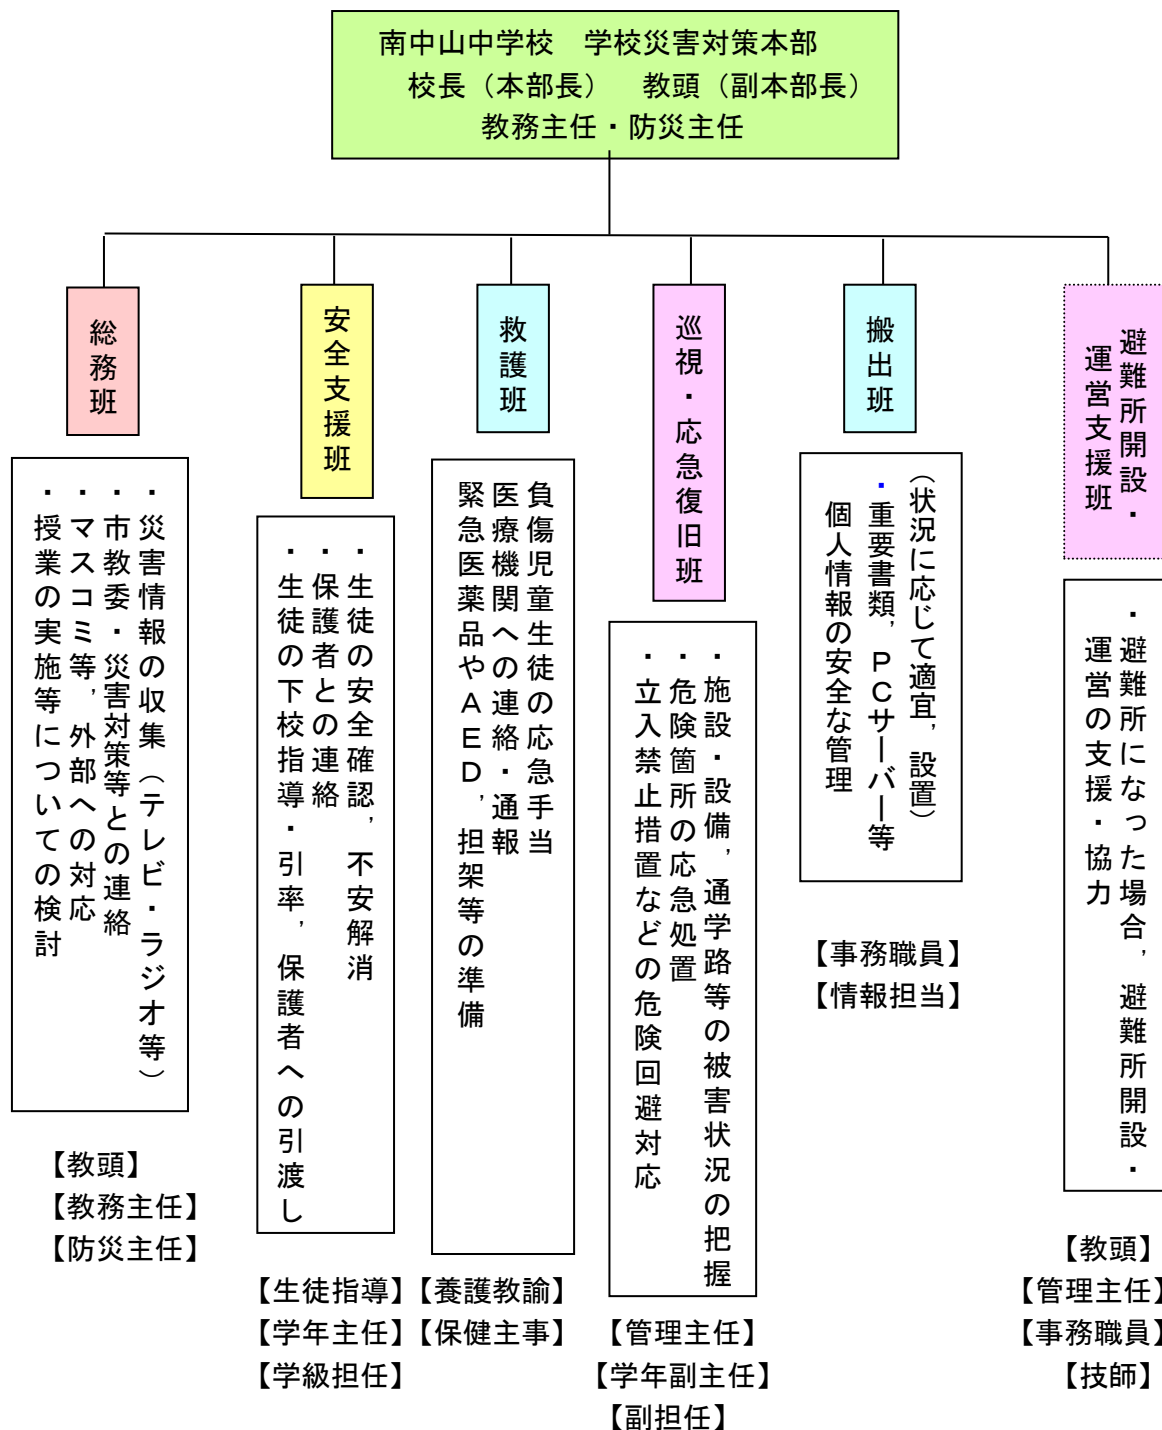 南中山中学校　学校災害対策本部
校長（本部長）　教頭（副本部長）
教務主任・防災主任
総務班
・災害情報の収集（テレビ・ラジオ等）
・市教委・災害対策等との連絡
・マスコミ等，外部への対応
・授業の実施等についての検討
【教頭】
【教務主任】
【防災主任】
安全支援班
・生徒の安全確認，不安解消
・保護者との連絡
・生徒の下校指導・引率，保護者への引渡し
【生徒指導】
【学年主任】
【学級担任】
救護班
負傷児童生徒の応急手当
医療機関への連絡・通報
緊急医薬品やＡＥＤ，担架等の準備
【養護教諭】
【保健主事】
巡視・応急復旧班
・施設・設備，通学路等の被害状況の把握
・危険箇所の応急処置
・立入禁止措置などの危険回避対応
【管理主任】
【学年副主任】
【副担任】
搬出班
（状況に応じて適宜，設置）
・重要書類，ＰＣサーバー等
個人情報の安全な管理
【事務職員】
【情報担当】
避難所開設・
運営支援班
・避難所になった場合，避難所開設・
運営の支援・協力
【教頭】
【管理主任】
【事務職員】
【技師】